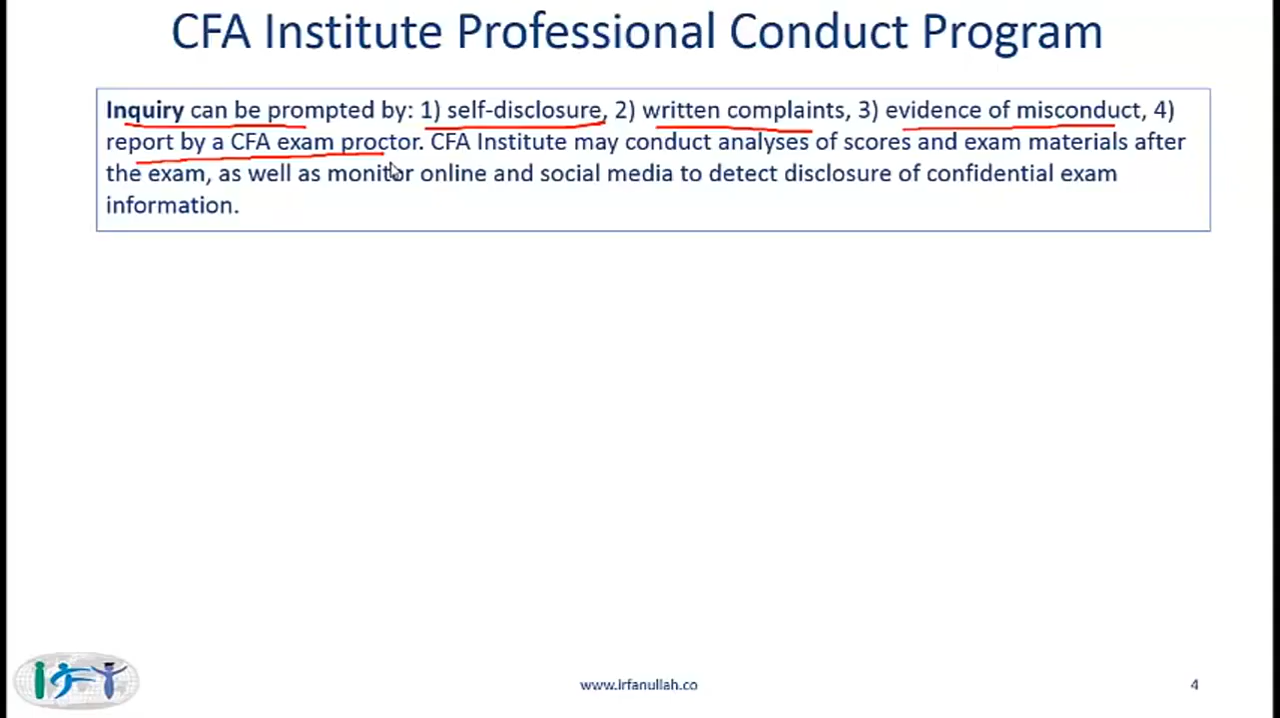 CFA Institute Professional Conduct Program
Inquiry can be prompted by: 1) self-disclosure, 2) written complaints, 3) evidence of misconduct, 4)
report by a CFA exam proctor. CFA Institute may conduct analyses of scores and exam materials after
the exam, as well as monitor online and social media to detect disclosure of confidential exam
information.
IFT
www.irfanullah.co
4